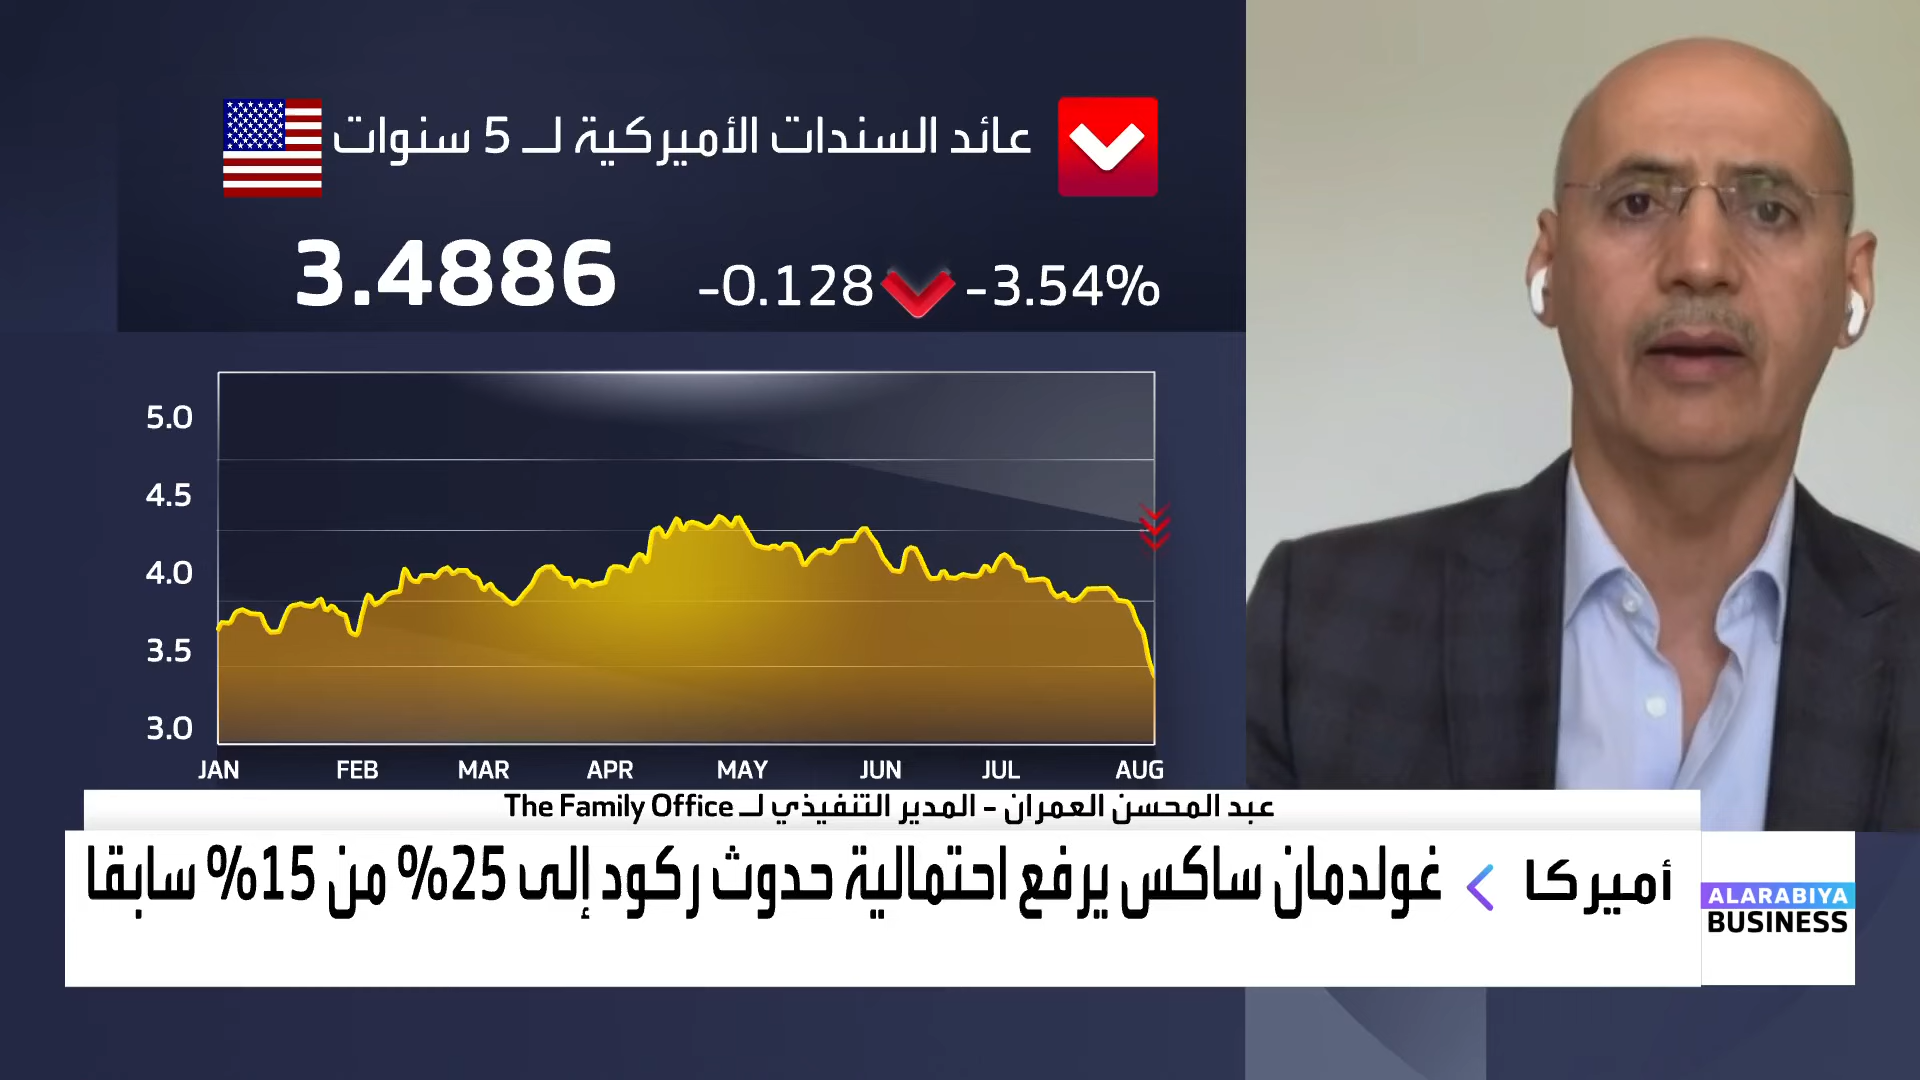 عائد السندات الأميركية لـ 5 سنوات
3.4886 -0.128 -3.54%
5.0
4.5
4.0
3.5
3.0
JAN FEB MAR APR MAY JUN JUL AUG
عبد المحسن العمران - المدير التنفيذي لـ The Family Office
أميركا
غولدمان ساكس يرفع احتمالية حدوث ركود إلى 25% من 15% سابقا
ALARABIYA
BUSINESS